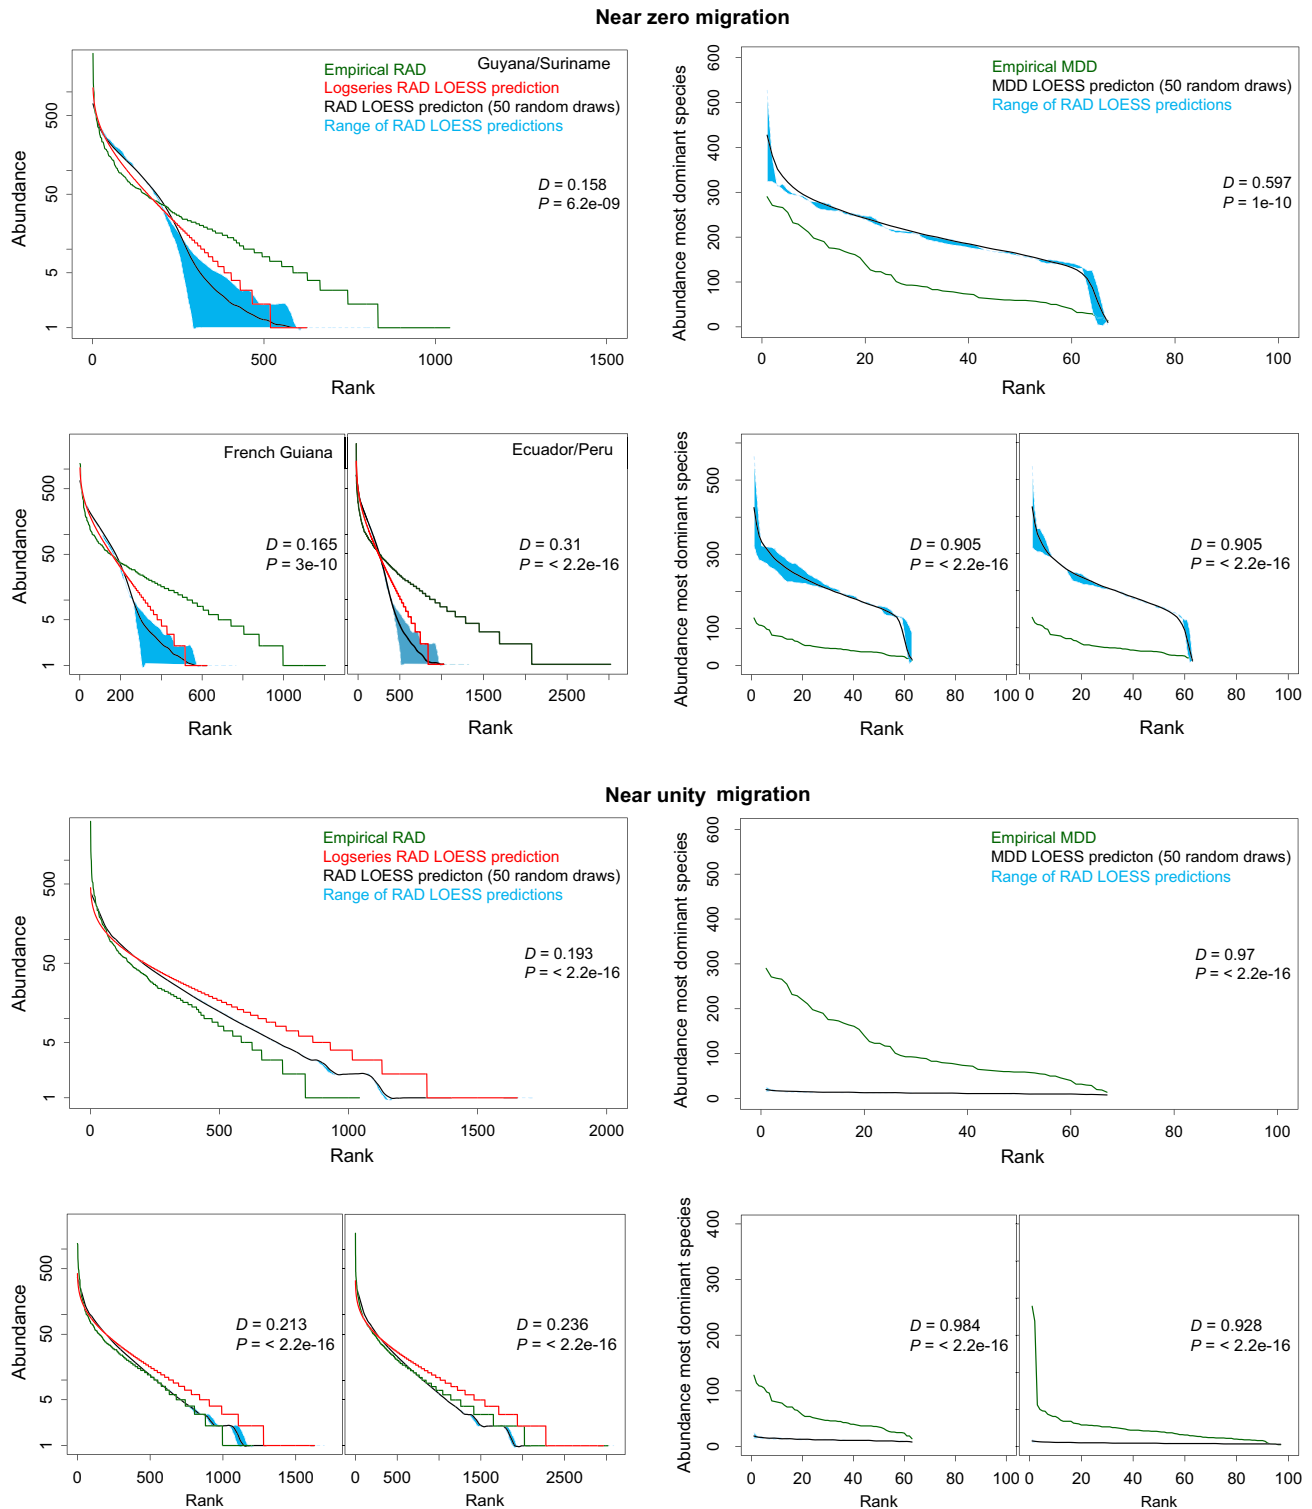 Near zero migration
Empirical RAD
Guyana/Suriname
Logseries RAD LOESS prediction
RAD LOESS predicton (50 random draws)
Range of RAD LOESS predictions
D = 0.158
P = 6.2e-09
Abundance
500
50
5
1
0
500
1000
1500
Rank
Empirical MDD
MDD LOESS predicton (50 random draws)
Range of RAD LOESS predictions
D = 0.597
P = 1e-10
Abundance most dominant species
600
500
400
300
200
100
0
0
20
40
60
80
100
Rank
French Guiana
D = 0.165
P = 3e-10
Abundance
500
50
5
1
0
200
600
1000
Rank
Ecuador/Peru
D = 0.31
P = < 2.2e-16
500
1500
2500
Rank
Abundance most dominant species
500
300
100
0
D = 0.905
P = < 2.2e-16
0
20
40
60
80
100
Rank
D = 0.905
P = < 2.2e-16
0
20
40
60
80
100
Rank
Near unity migration
Empirical RAD
Logseries RAD LOESS prediction
RAD LOESS predicton (50 random draws)
Range of RAD LOESS predictions
D = 0.193
P = < 2.2e-16
Abundance
500
50
5
1
0
500
1000
1500
2000
Rank
Empirical MDD
MDD LOESS predicton (50 random draws)
Range of RAD LOESS predictions
D = 0.97
P = < 2.2e-16
Abundance most dominant species
600
500
400
300
200
100
0
0
20
40
60
80
100
Rank
D = 0.213
P = < 2.2e-16
Abundance
500
50
5
1
0
500
1000
1500
Rank
D = 0.236
P = < 2.2e-16
0
500
1500
2500
Rank
Abundance most dominant species
400
300
200
100
0
D = 0.984
P = < 2.2e-16
0
20
40
60
80
100
Rank
D = 0.928
P = < 2.2e-16
0
20
40
60
80
100
Rank